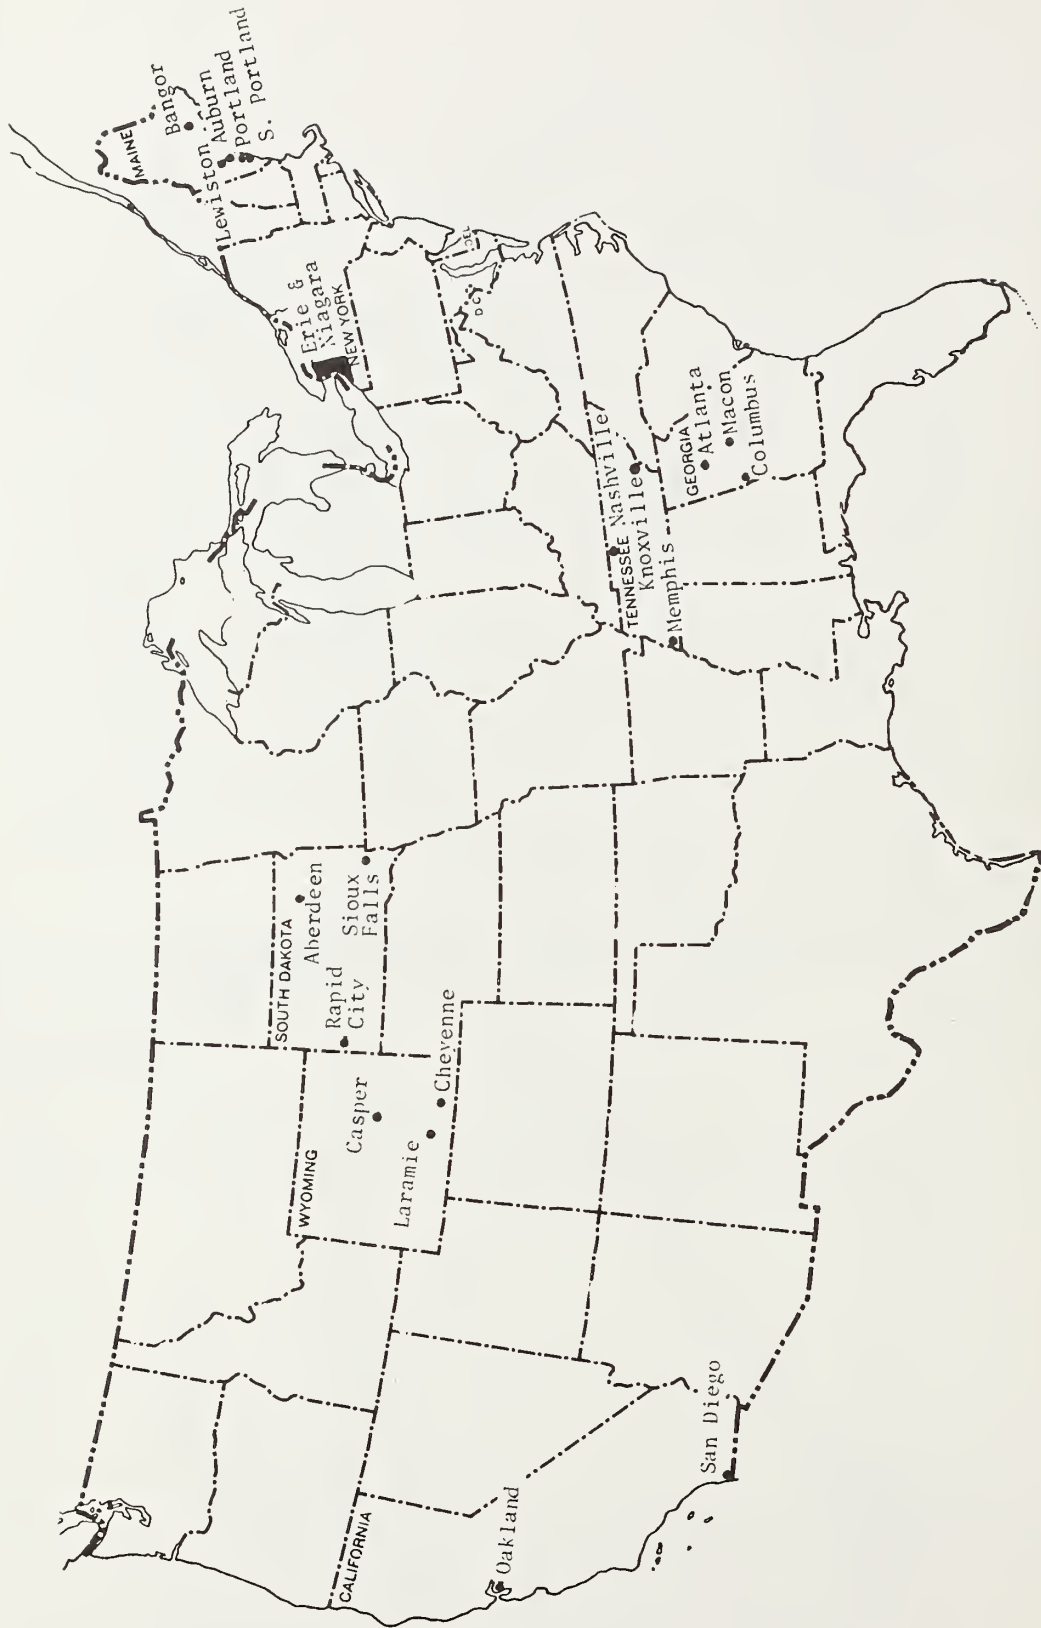 MAINE
Bangor
Lewiston
Auburn
Portland
S. Portland
Erie &
Niagara
NEW YORK
DEL
D C
SOUTH DAKOTA
Aberdeen
Sioux
Falls
Rapid
City
WYOMING
Casper
Laramie
Cheyenne
TENNESSEE
Nashville
Knoxville
Memphis
GEORGIA
Atlanta
Macon
Columbus
CALIFORNIA
Oakland
San Diego